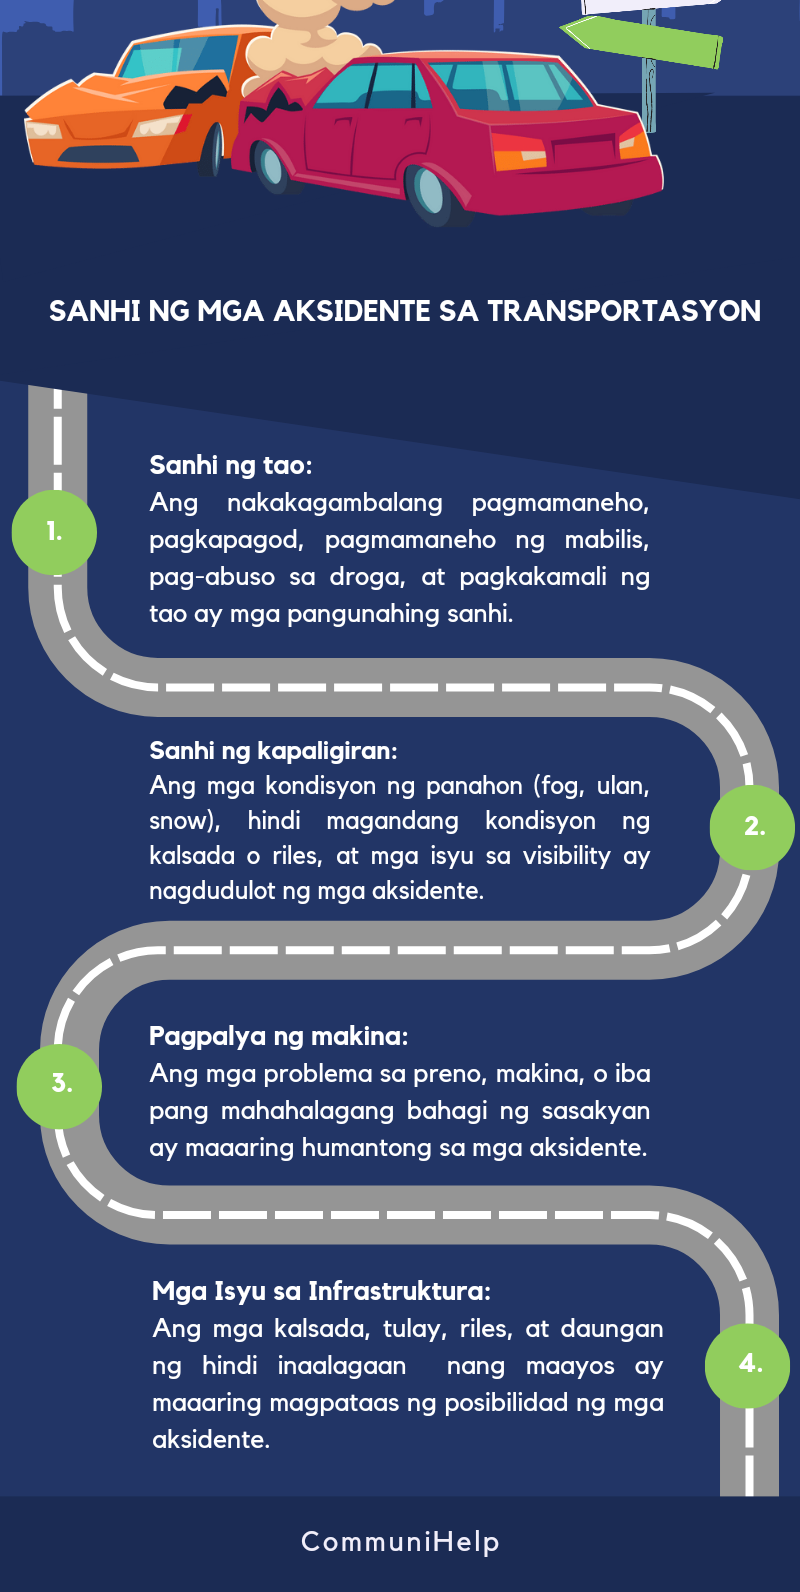 SANHI NG MGA AKSIDENTE SA TRANSPORTASYON
1.
Sanhi ng tao:
Ang nakakagambalang pagmamaneho,
pagkapagod, pagmamaneho ng mabilis,
pag-abuso sa droga, at pagkakamali ng
tao ay mga pangunahing sanhi.
Sanhi ng kapaligiran:
Ang mga kondisyon ng panahon (fog, ulan,
snow), hindi magandang kondisyon ng
kalsada o riles, at mga isyu sa visibility ay
nagdudulot ng mga aksidente.
2.
3.
Pagpalya ng makina:
Ang mga problema sa preno, makina, o iba
pang mahahalagang bahagi ng sasakyan
ay maaaring humantong sa mga aksidente.
Mga Isyu sa Infrastruktura:
Ang mga kalsada, tulay, riles, at daungan
ng hindi inaalagaan nang maayos ay
maaaring magpataas ng posibilidad ng mga
aksidente.
4.
CommuniHelp